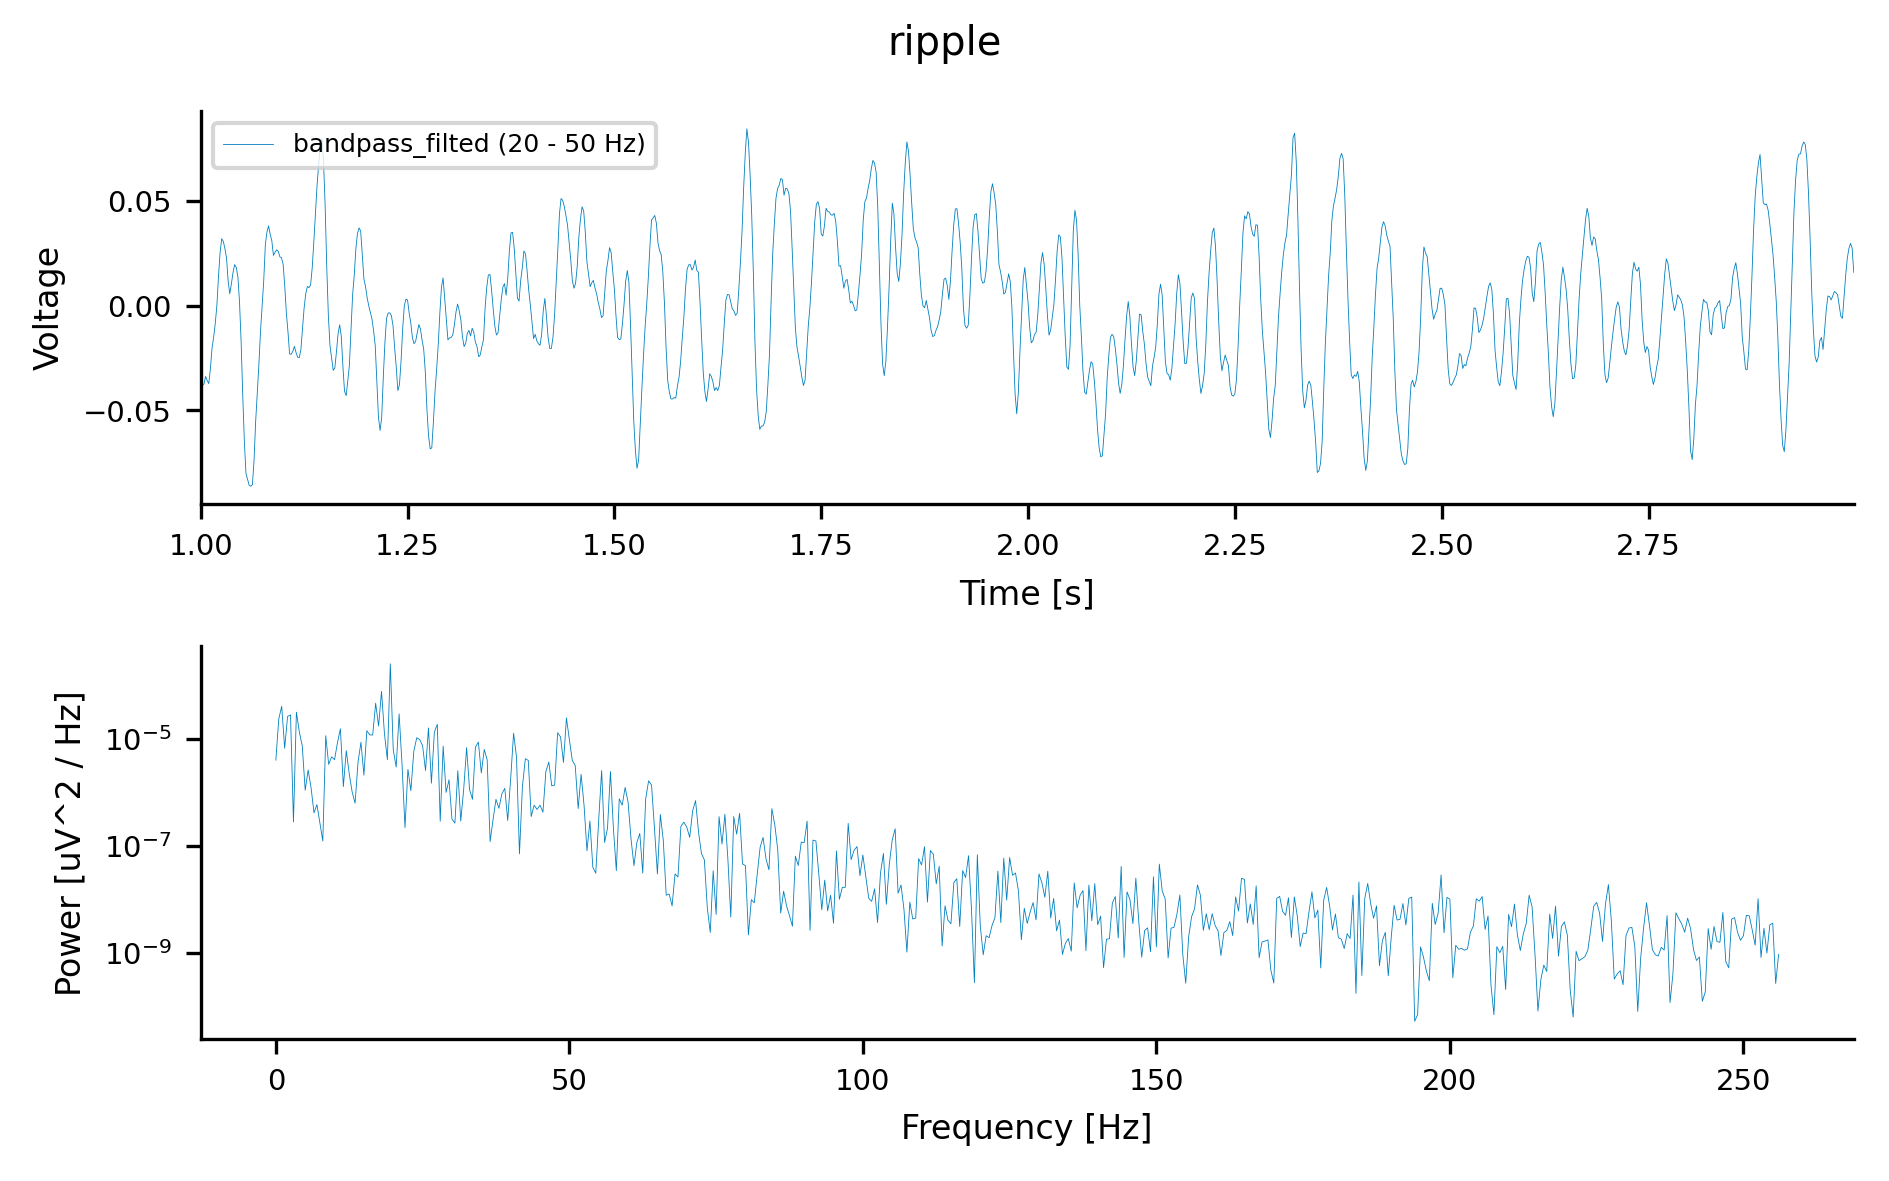 ripple
bandpass_filted (20 - 50 Hz)
Voltage
0.05
0.00
−0.05
1.00 1.25 1.50 1.75 2.00 2.25 2.50 2.75
Time [s]
Power [uV^2 / Hz]
10⁻⁵
10⁻⁷
10⁻⁹
0 50 100 150 200 250
Frequency [Hz]